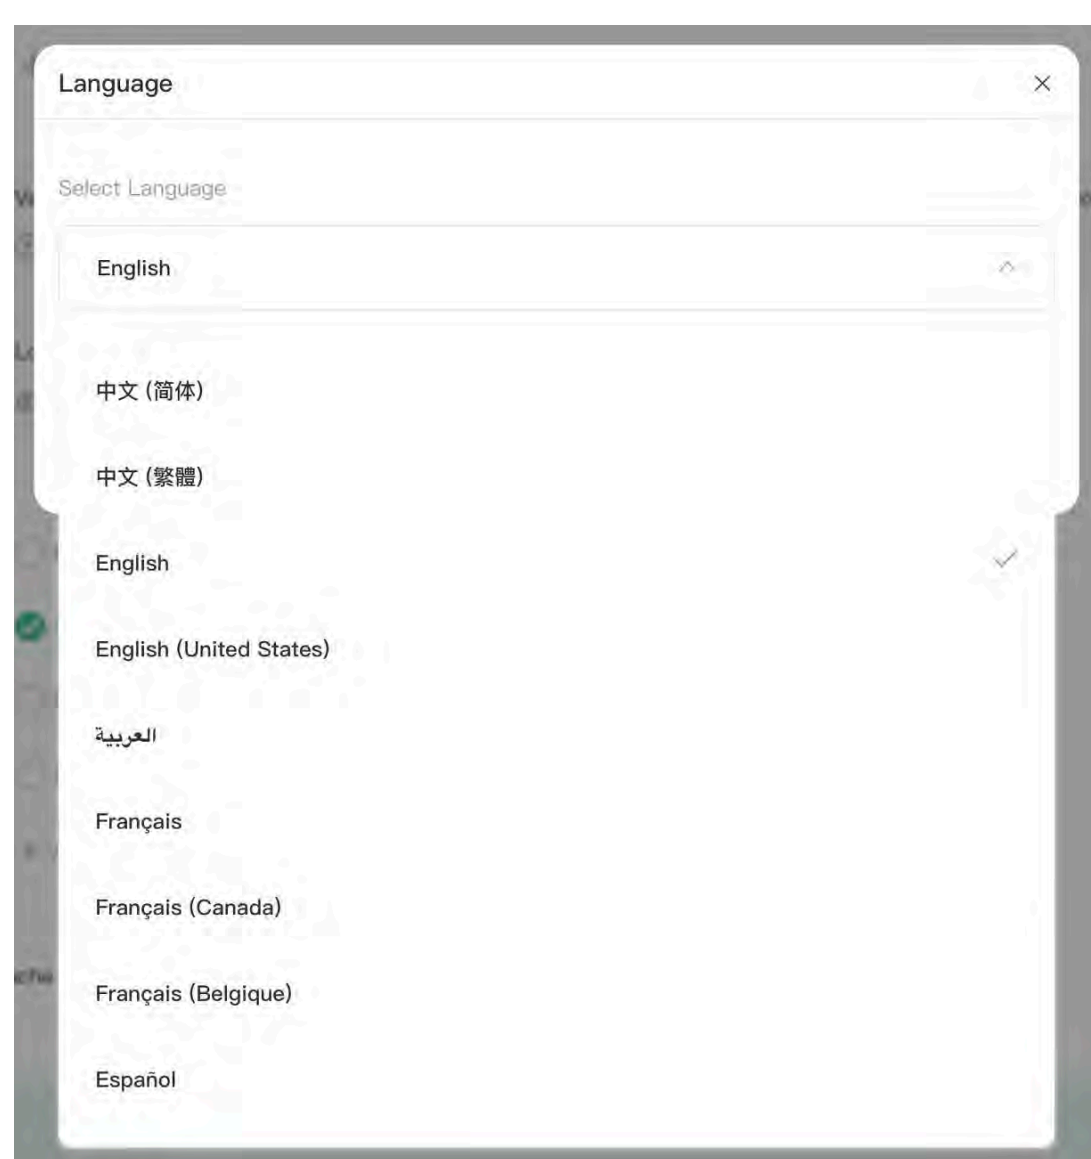 Language
Select Language
English
中文 (简体)
中文 (繁體)
English
English (United States)
العربية
Français
Français (Canada)
Français (Belgique)
Español